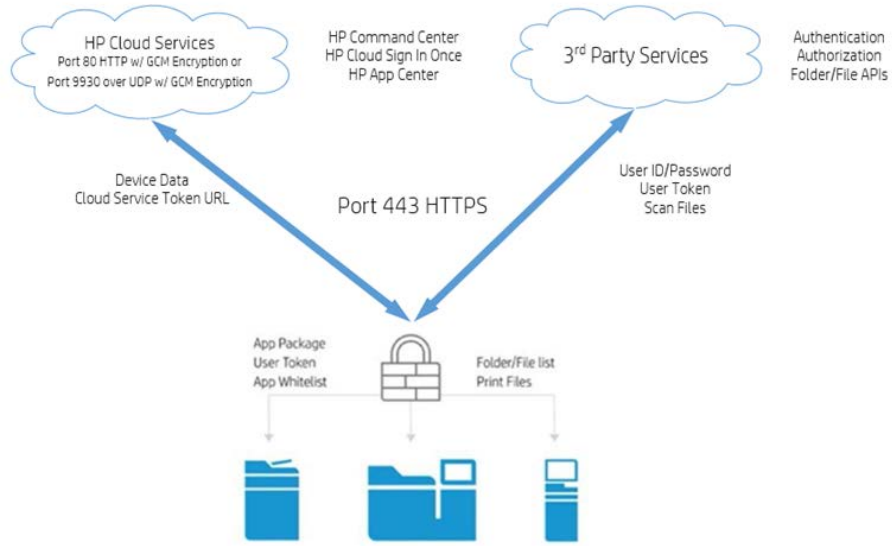 HP Cloud Services
Port 80 HTTP w/ GCM Encryption or
Port 9930 over UDP w/ GCM Encryption
HP Command Center
HP Cloud Sign In Once
HP App Center
3rd Party Services
Authentication
Authorization
Folder/File APIs
Device Data
Cloud Service Token URL
Port 443 HTTPS
User ID/Password
User Token
Scan Files
App Package
User Token
App Whitelist
Folder/File list
Print Files